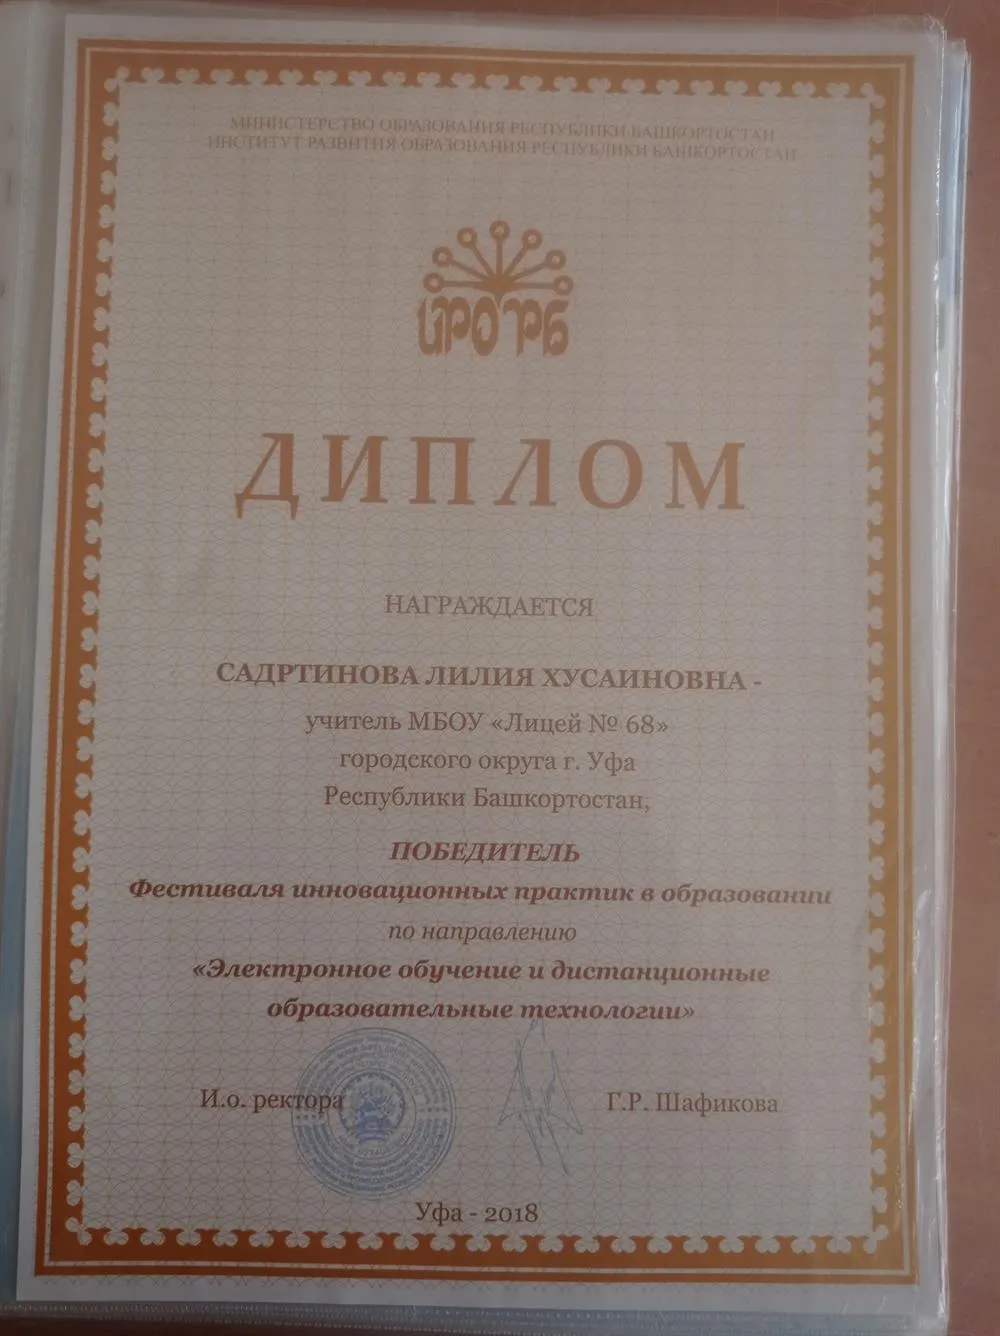 МИНИСТЕРСТВО ОБРАЗОВАНИЯ РЕСПУБЛИКИ БАШКОРТОСТАН
ИНСТИТУТ РАЗВИТИЯ ОБРАЗОВАНИЯ РЕСПУБЛИКИ БАШКОРТОСТАН
ИРО РБ
ДИПЛОМ
НАГРАЖДАЕТСЯ
САДРТИНОВА ЛИЛИЯ ХУСАИНОВНА -
учитель МБОУ «Лицей № 68»
городского округа г. Уфа
Республики Башкортостан,
ПОБЕДИТЕЛЬ
Фестиваля инновационных практик в образовании
по направлению
«Электронное обучение и дистанционные
образовательные технологии»
И.о. ректора
Г.Р. Шафикова
Уфа - 2018